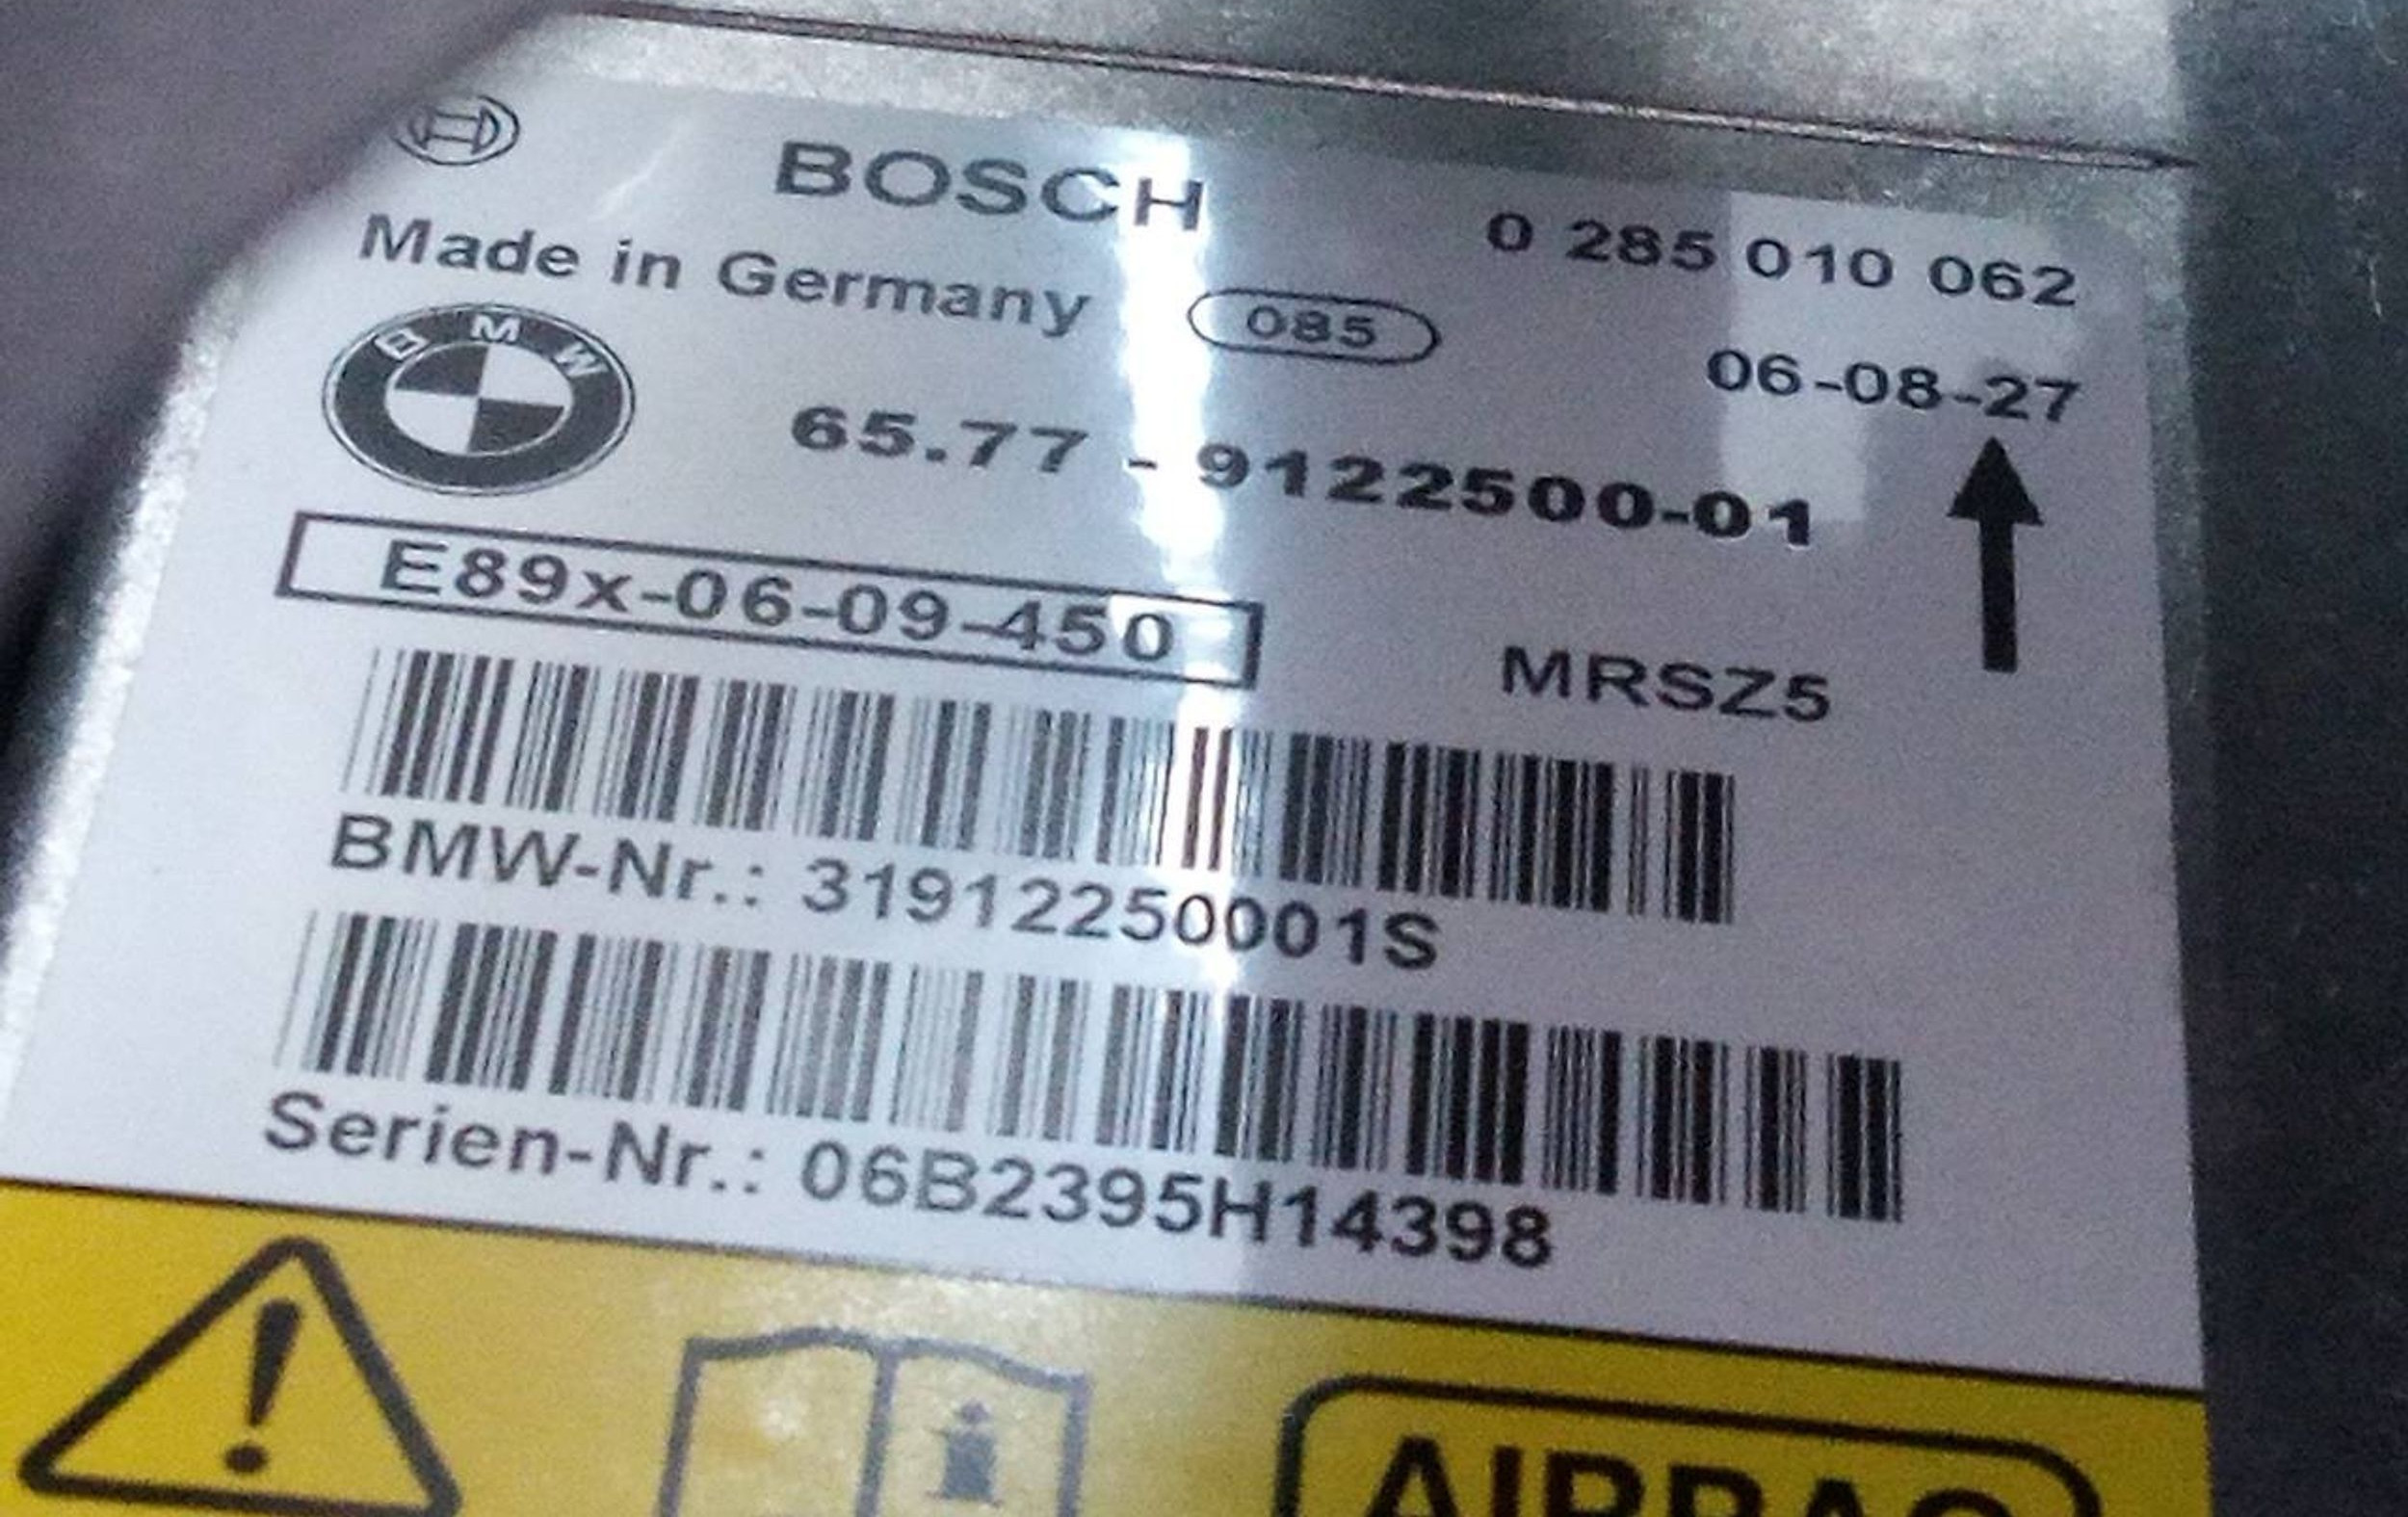 BOSCH
0 285 010 062
Made in Germany
085
06-08-27
BMW
65.77 - 9122500-01
E89x-06-09-450
MRSZ5
BMW-Nr.: 31912250001S
Serien-Nr.: 06B2395H14398
i
AIRBAG